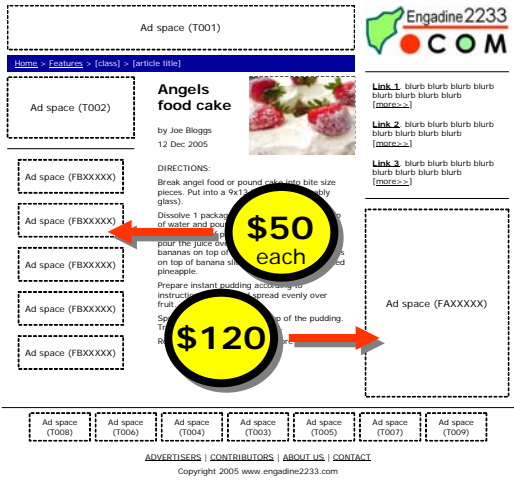 Ad space (T001)
Engadine 2233
COM
Home > Features > [class] > [article title]
Ad space (T002)
Ad space (FBXXXXX)
Ad space (FBXXXXX)
Ad space (FBXXXXX)
Ad space (FBXXXXX)
Ad space (FBXXXXX)
Angels
food cake
by Joe Bloggs
12 Dec 2005
DIRECTIONS:
Break angel food or pound cake into bite size
pieces. Put into a 9x13
glass).
Dissolve 1
of water and
pour the juice
bananas on top of
on top of banana
pineapple.
Prepare instant pudding according to
spread evenly over
fruit.
top of the pudding.
$50
each
$120
Link 1. blurb blurb blurb blurb
blurb blurb blurb blurb
[more>>]
Link 2. blurb blurb blurb blurb
blurb blurb blurb blurb
[more>>]
Link 3. blurb blurb blurb blurb
blurb blurb blurb blurb
[more>>]
Ad space (FAXXXXX)
Ad space
(T008)
Ad space
(T006)
Ad space
(T004)
Ad space
(T003)
Ad space
(T005)
Ad space
(T007)
Ad space
(T009)
ADVERTISERS | CONTRIBUTORS | ABOUT US | CONTACT
Copyright 2005 www.engadine2233.com